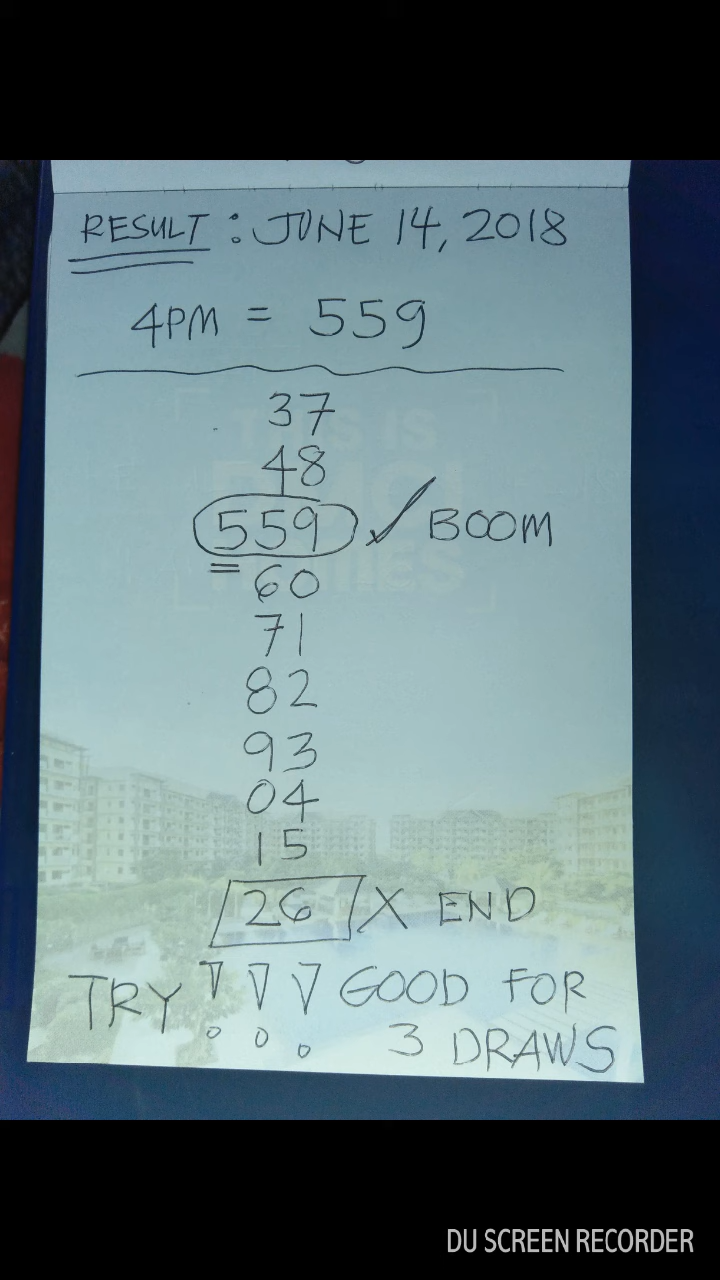 RESULT : JUNE 14, 2018
4PM = 559
37
48
559 ✓ BOOM
= 60
71
82
93
04
15
26 X END
TRY ! ! ! GOOD FOR
3 DRAWS
DU SCREEN RECORDER